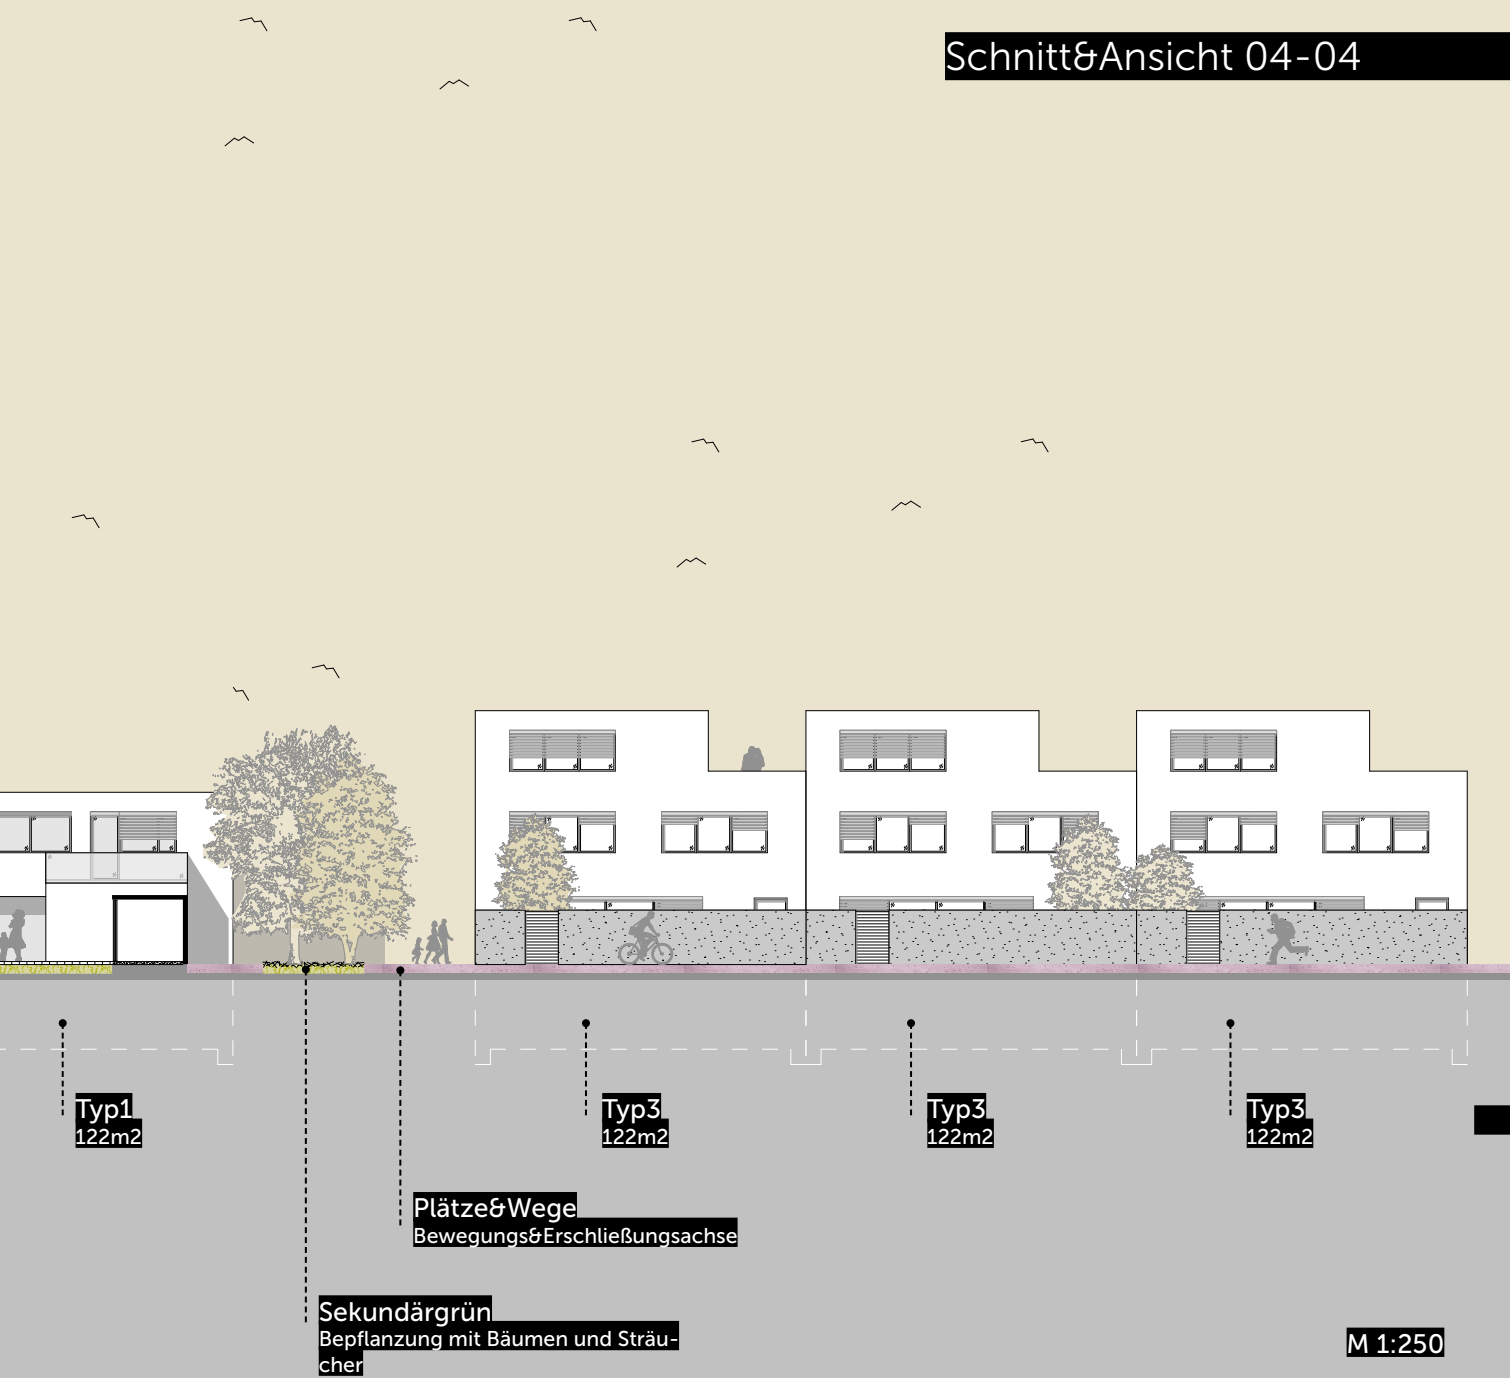 Schnitt&Ansicht 04-04
Typ1
122m2
Typ3
122m2
Typ3
122m2
Typ3
122m2
Plätze&Wege
Bewegungs&Erschließungsachse
Sekundärgrün
Bepflanzung mit Bäumen und Sträu-
cher
M 1:250